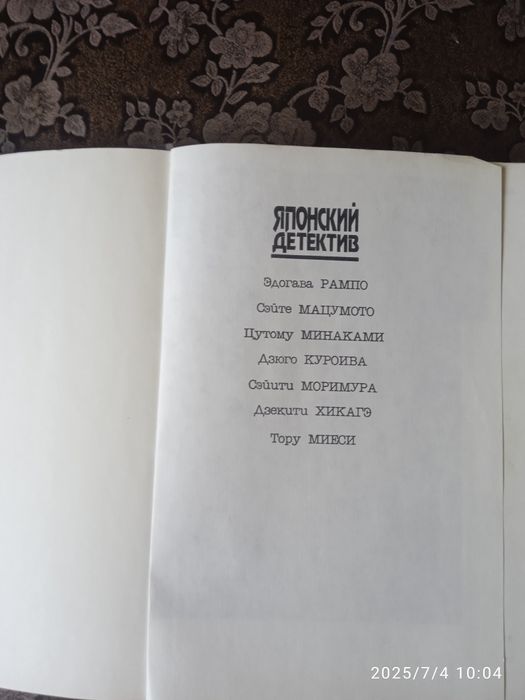 ЯПОНСКИЙ
ДЕТЕКТИВ
Эдогава РАМПО
Сэйте МАЦУМОТО
Цутому МИНАКАМИ
Дзюго КУРОИВА
Сэйити МОРИМУРА
Дзекити ХИКАГЭ
Тору МИЕСИ
2025/7/4 10:04